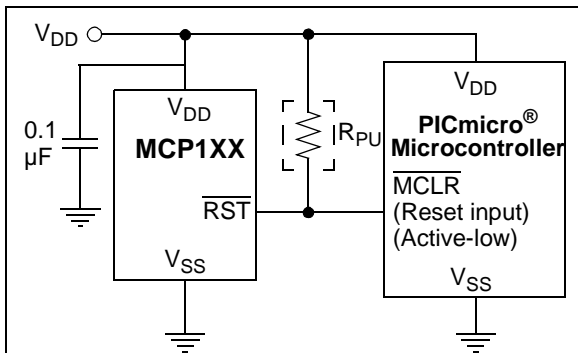 VDD
0.1
µF
VDD
MCP1XX
RST
VSS
RPU
VDD
PICmicro®
Microcontroller
MCLR
(Reset input)
(Active-low)
VSS